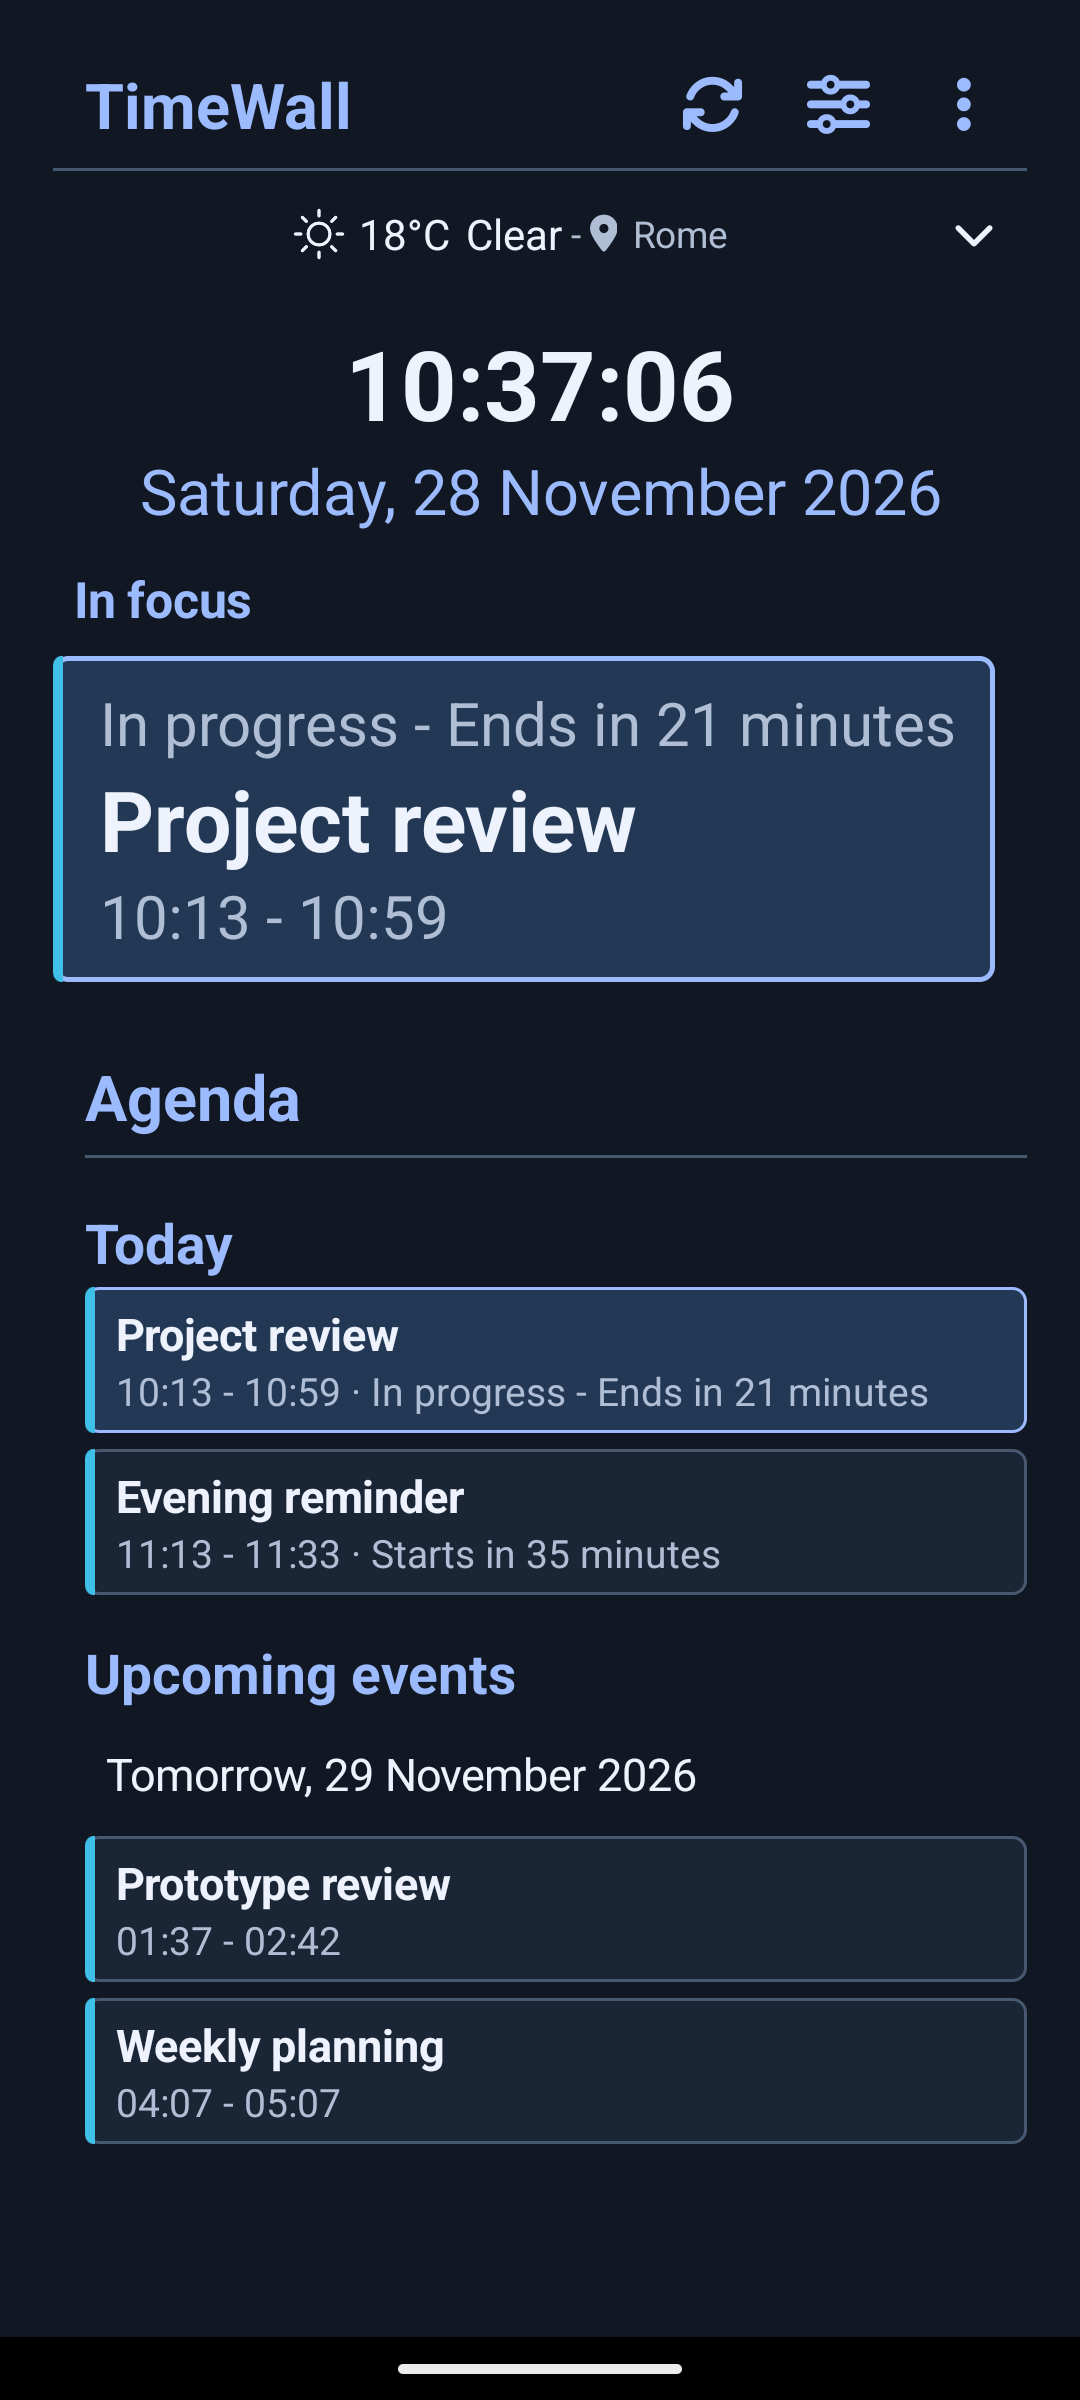 TimeWall
18°C Clear - Rome
10:37:06
Saturday, 28 November 2026
In focus
In progress - Ends in 21 minutes
Project review
10:13 - 10:59
Agenda
Today
Project review
10:13 - 10:59 · In progress - Ends in 21 minutes
Evening reminder
11:13 - 11:33 · Starts in 35 minutes
Upcoming events
Tomorrow, 29 November 2026
Prototype review
01:37 - 02:42
Weekly planning
04:07 - 05:07